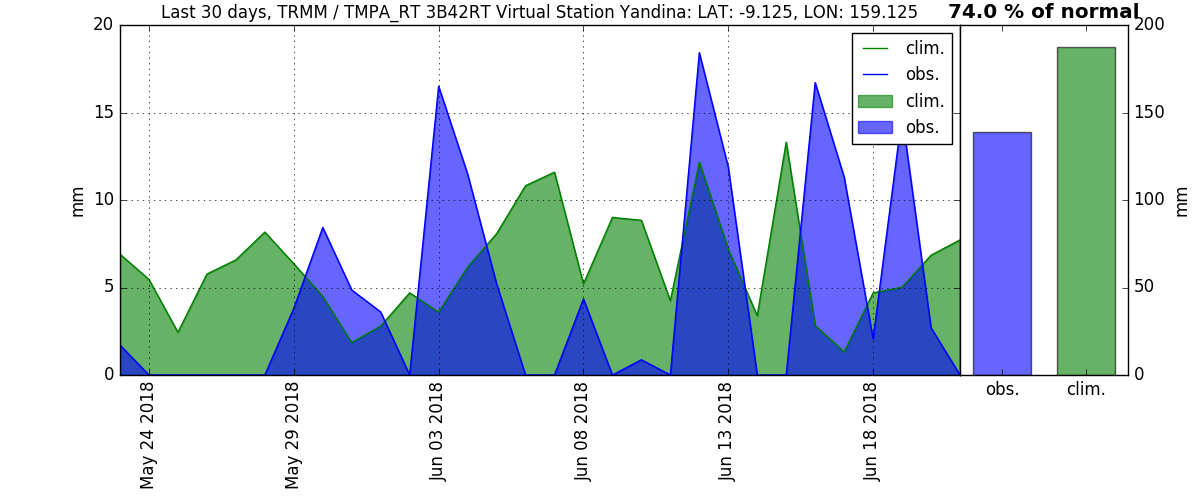 Last 30 days, TRMM / TMPA_RT 3B42RT Virtual Station Yandina: LAT: -9.125, LON: 159.125
74.0 % of normal
20
15
10
5
0
mm
clim.
obs.
clim.
obs.
200
150
100
50
0
mm
obs.
clim.
May 24 2018
May 29 2018
Jun 03 2018
Jun 08 2018
Jun 13 2018
Jun 18 2018